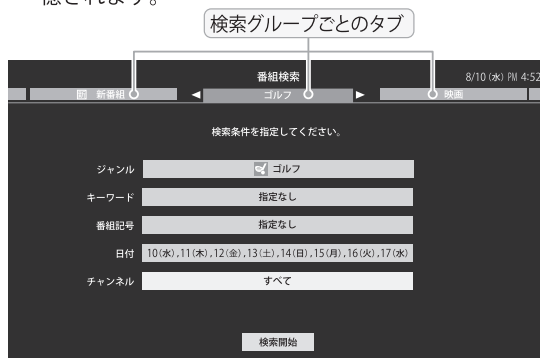 隠されます。
検索グループごとのタブ
番組検索
8/10 (水) PM 4:52
新番組
◀ ゴルフ ▶
映画
検索条件を指定してください。
ジャンル ゴルフ
キーワード 指定なし
番組記号 指定なし
日付 10(水),11(木),12(金),13(土),14(日),15(月),16(火),17(水)
チャンネル すべて
検索開始